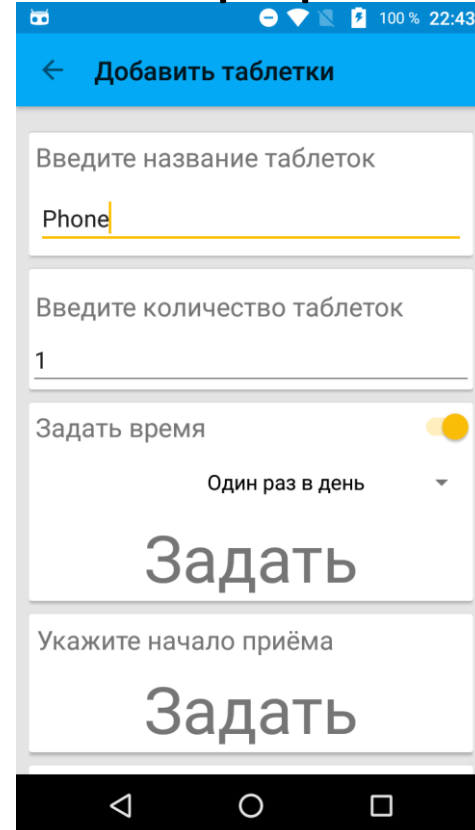 100 % 22:43
Добавить таблетки
Введите название таблеток
Phone
Введите количество таблеток
1
Задать время
Один раз в день
Задать
Укажите начало приёма
Задать